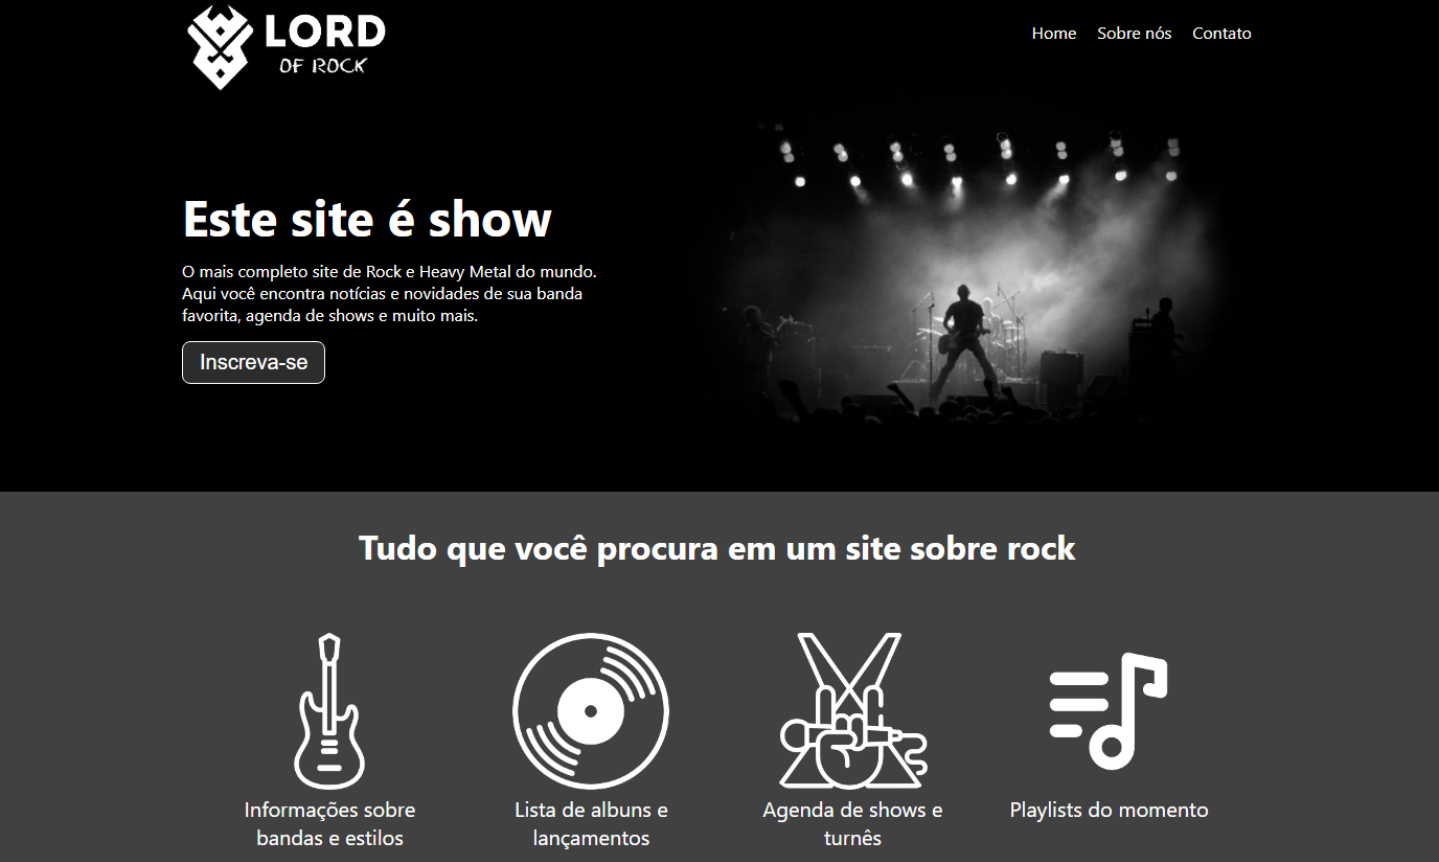 LORD
OF ROCK
Home Sobre nós Contato
Este site é show
O mais completo site de Rock e Heavy Metal do mundo.
Aqui você encontra notícias e novidades de sua banda
favorita, agenda de shows e muito mais.
Inscreva-se
Tudo que você procura em um site sobre rock
Informações sobre
bandas e estilos
Lista de albuns e
lançamentos
Agenda de shows e
turnês
Playlists do momento